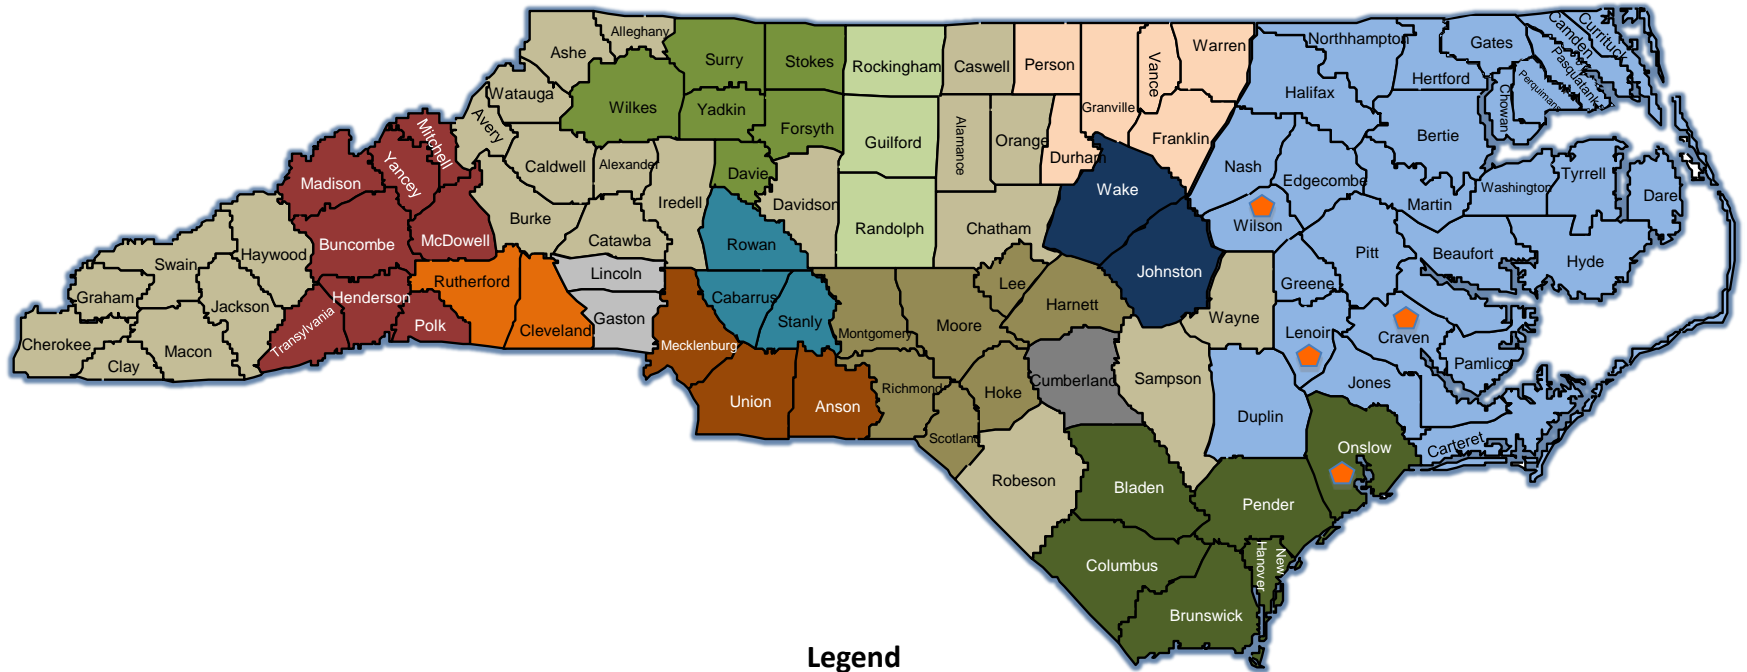 Ashe
Alleghany
Surry
Stokes
Rockingham
Caswell
Person
Vance
Warren
Northhampton
Gates
Camden
Currituck
Pasquatank
Perquimans
Chowan
Hertford
Halifax
Watauga
Wilkes
Yadkin
Forsyth
Guilford
Alamance
Orange
Durham
Granville
Franklin
Bertie
Mitchell
Avery
Caldwell
Alexander
Iredell
Davie
Davidson
Randolph
Chatham
Wake
Nash
Edgecombe
Martin
Washington
Tyrrell
Dare
Madison
Yancey
Buncombe
McDowell
Burke
Catawba
Rowan
Johnston
Wilson
Pitt
Beaufort
Hyde
Haywood
Swain
Graham
Jackson
Cherokee
Clay
Macon
Transylvania
Henderson
Polk
Rutherford
Cleveland
Lincoln
Gaston
Mecklenburg
Cabarrus
Stanly
Union
Anson
Montgomery
Moore
Lee
Harnett
Richmond
Hoke
Scotland
Cumberland
Sampson
Wayne
Greene
Lenoir
Craven
Pamlico
Jones
Carteret
Duplin
Onslow
Robeson
Bladen
Pender
Columbus
Brunswick
New
Hanover
Legend